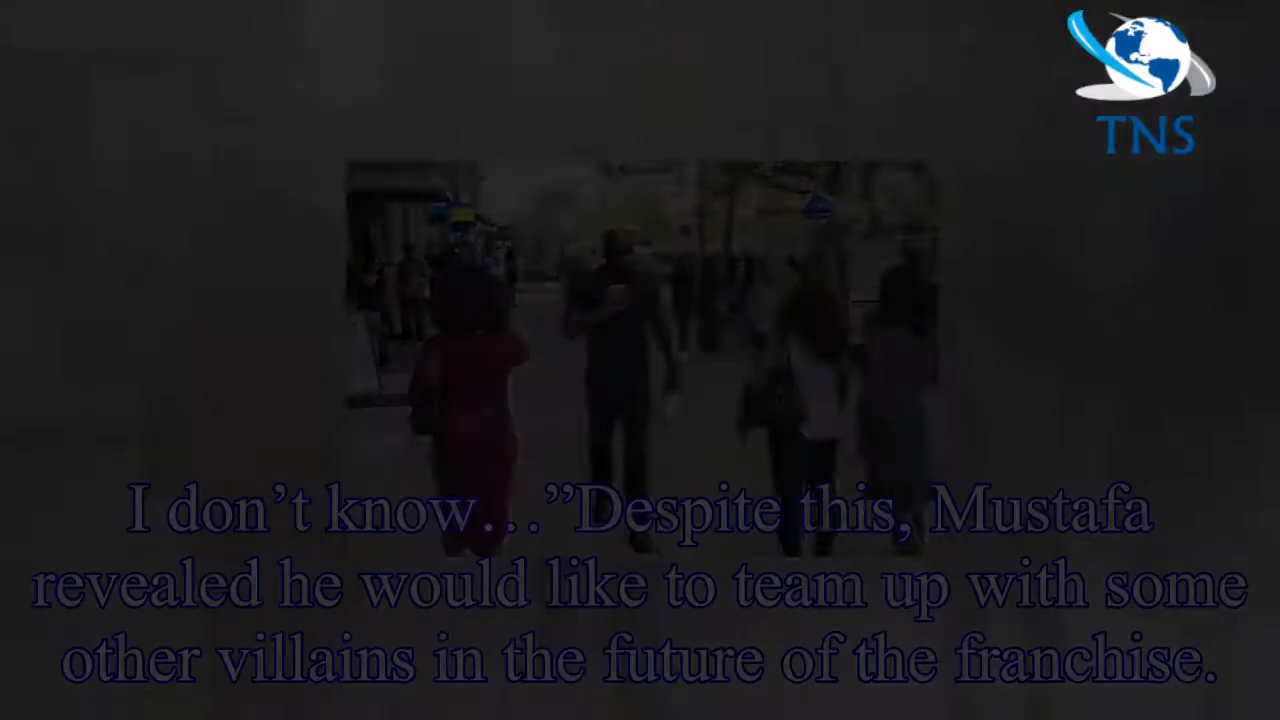 TNS
I don’t know…”Despite this, Mustafa
revealed he would like to team up with some
other villains in the future of the franchise.